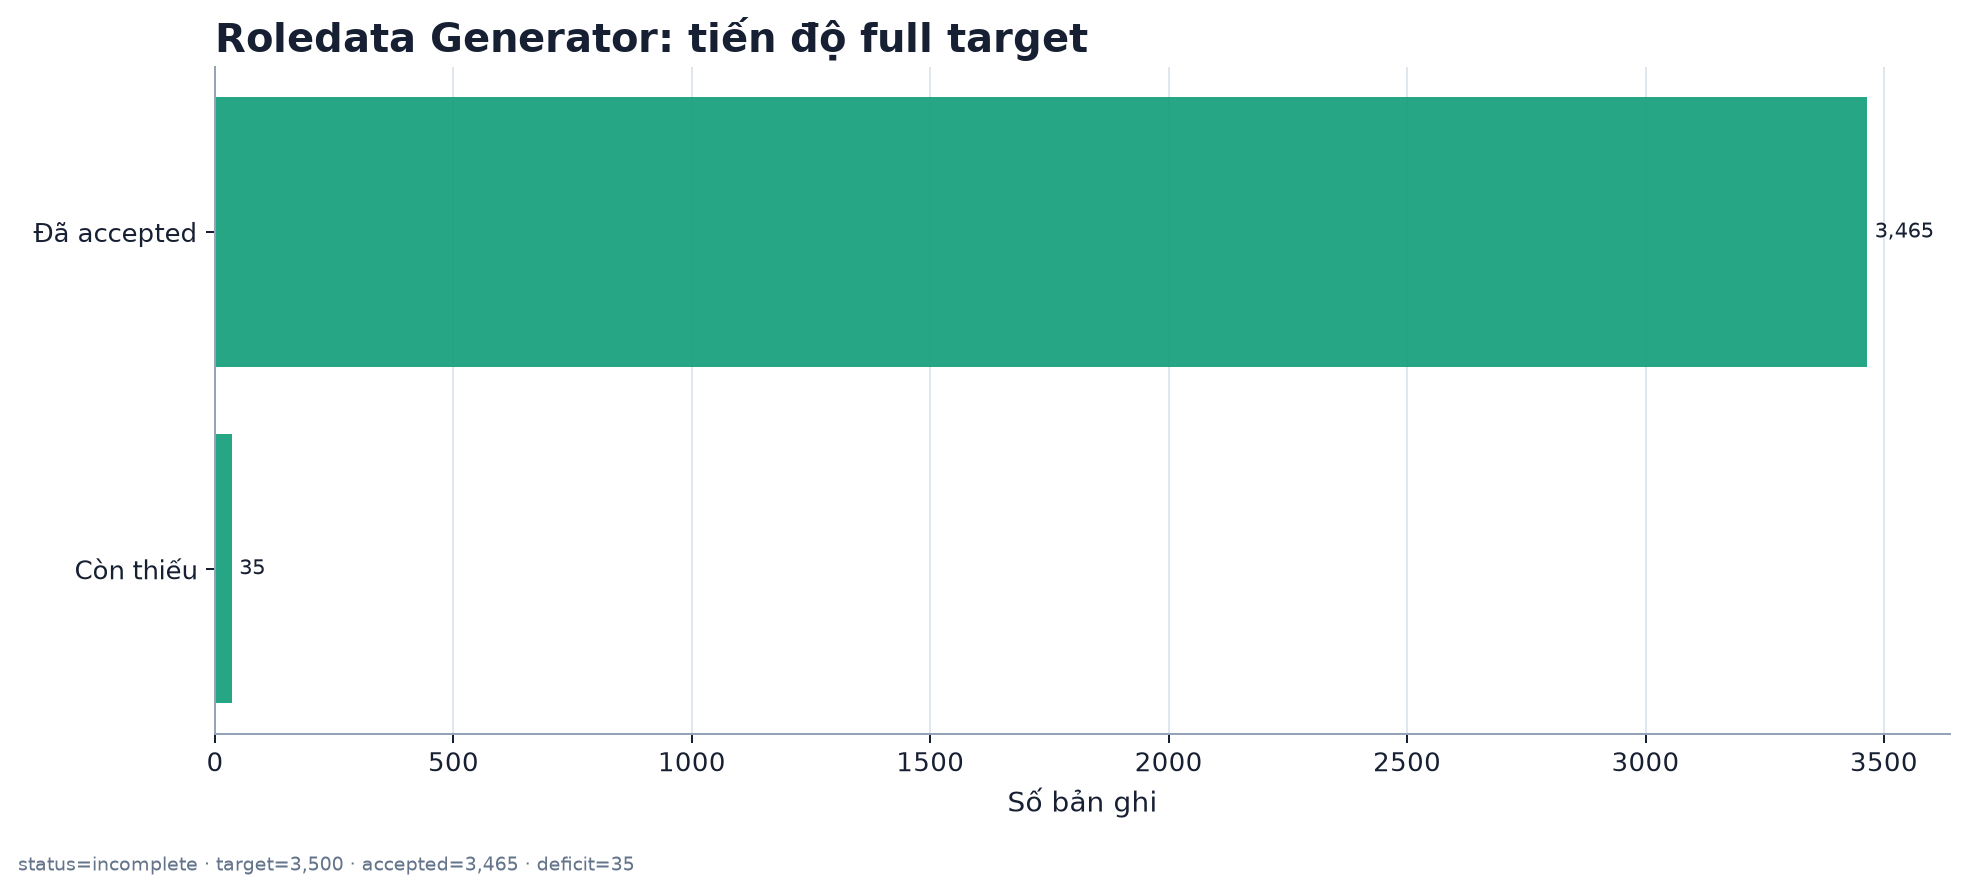 Roledata Generator: tiến độ full target
Đã accepted
3,465
Còn thiếu
35
0 500 1000 1500 2000 2500 3000 3500
Số bản ghi
status=incomplete · target=3,500 · accepted=3,465 · deficit=35